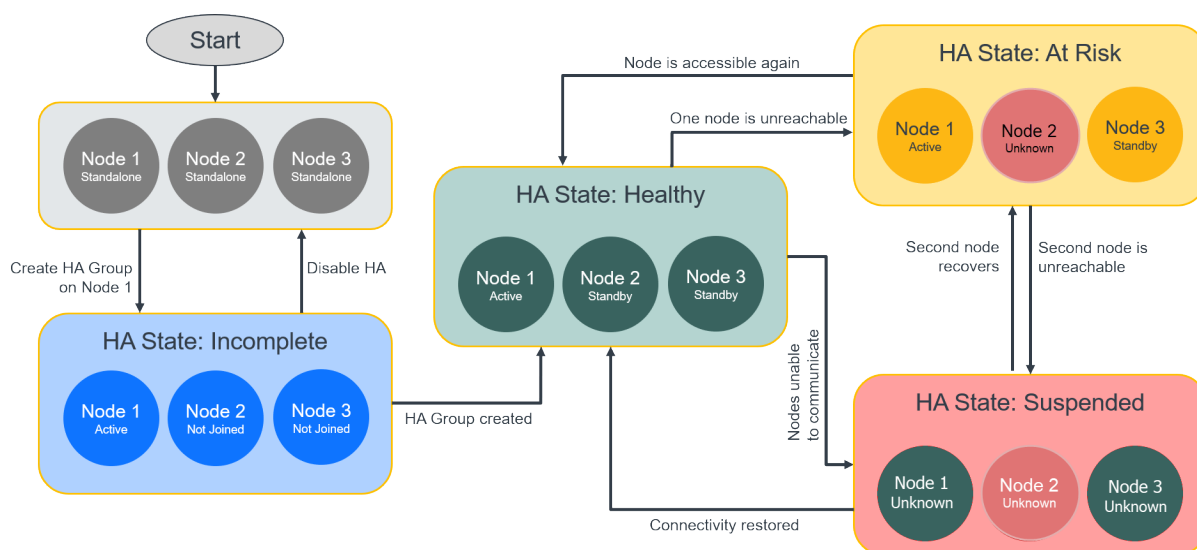 Start
Node 1
Standalone
Node 2
Standalone
Node 3
Standalone
Create HA Group
on Node 1
Disable HA
HA State: Incomplete
Node 1
Active
Node 2
Not Joined
Node 3
Not Joined
HA Group created
HA State: Healthy
Node 1
Active
Node 2
Standby
Node 3
Standby
Node is accessible again
One node is unreachable
HA State: At Risk
Node 1
Active
Node 2
Unknown
Node 3
Standby
Second node
recovers
Second node is
unreachable
Nodes unable
to communicate
Connectivity restored
HA State: Suspended
Node 1
Unknown
Node 2
Unknown
Node 3
Unknown